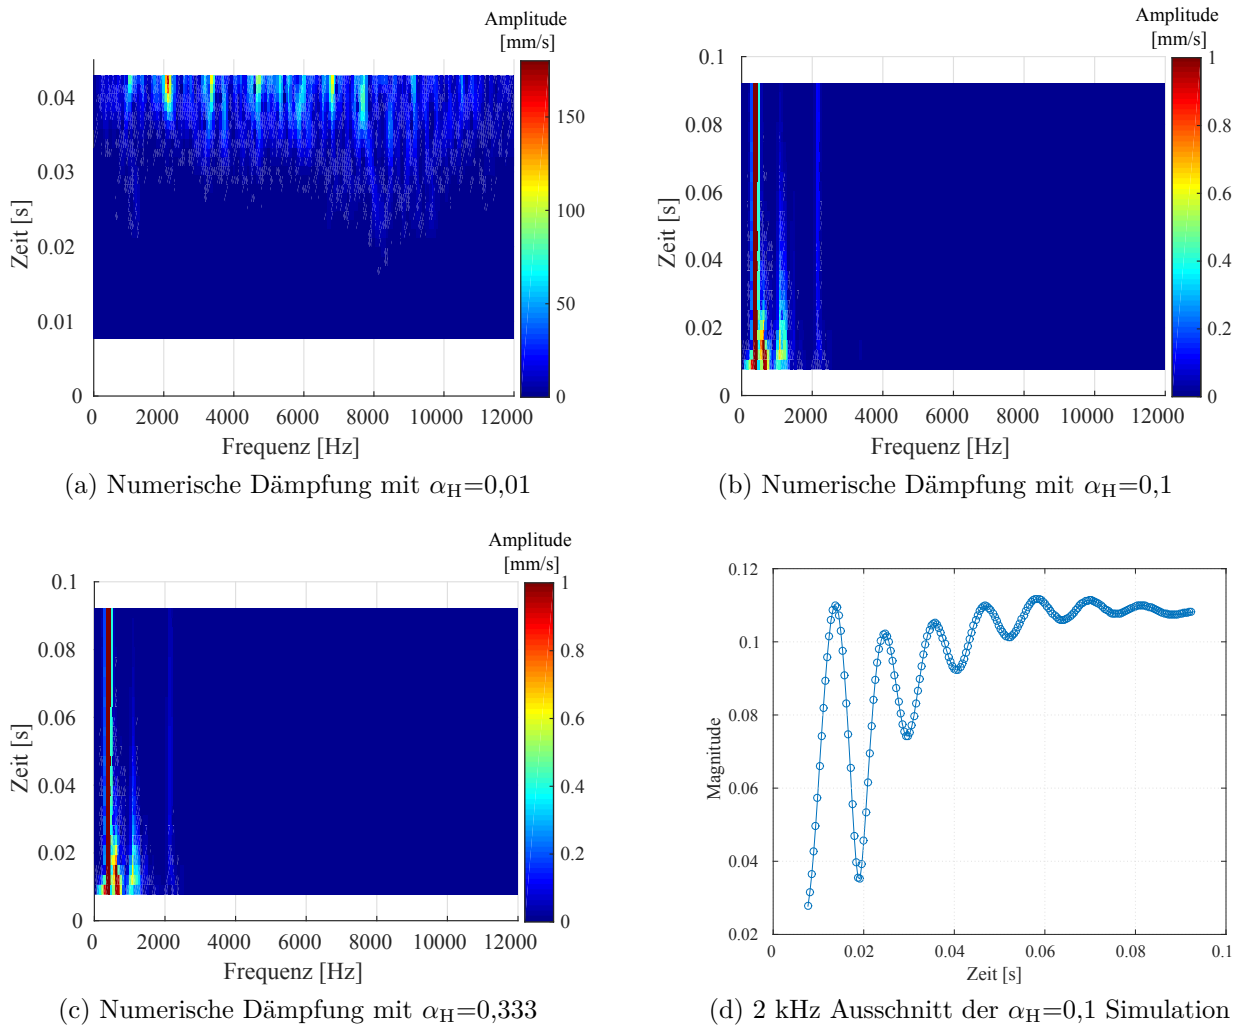 Amplitude
[mm/s]
Zeit [s]
0.04
0.03
0.02
0.01
0
150
100
50
0
0 2000 4000 6000 8000 10000 12000
Frequenz [Hz]
(a) Numerische Dämpfung mit αH=0,01
Amplitude
[mm/s]
Zeit [s]
0.1
0.08
0.06
0.04
0.02
0
1
0.8
0.6
0.4
0.2
0
0 2000 4000 6000 8000 10000 12000
Frequenz [Hz]
(b) Numerische Dämpfung mit αH=0,1
Amplitude
[mm/s]
Zeit [s]
0.1
0.08
0.06
0.04
0.02
0
1
0.8
0.6
0.4
0.2
0
0 2000 4000 6000 8000 10000 12000
Frequenz [Hz]
(c) Numerische Dämpfung mit αH=0,333
Magnitude
0.12
0.1
0.08
0.06
0.04
0.02
0 0.02 0.04 0.06 0.08 0.1
Zeit [s]
(d) 2 kHz Ausschnitt der αH=0,1 Simulation